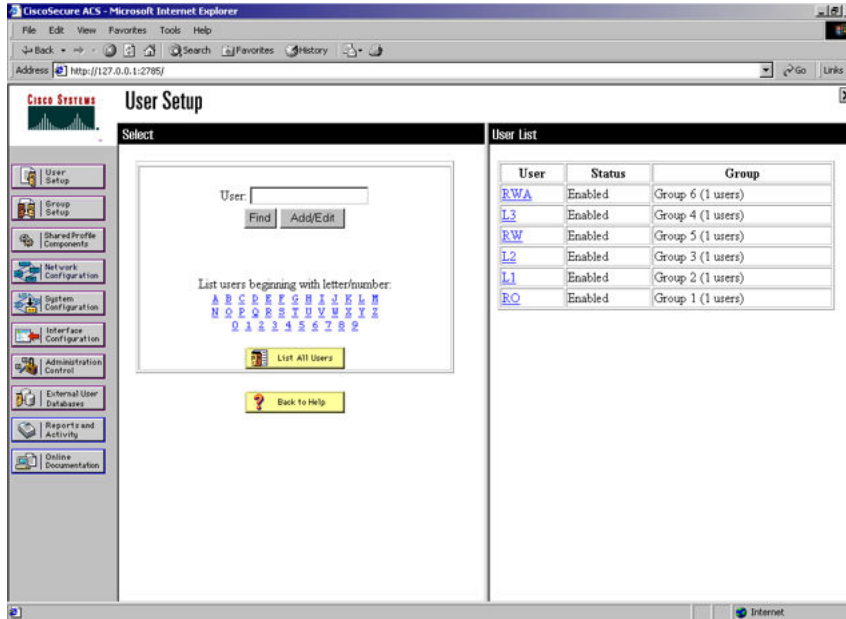 CiscoSecure ACS - Microsoft Internet Explorer
File Edit View Favorites Tools Help
Back Search Favorites History
Address http://127.0.0.1:2785/ Go Links
CISCO SYSTEMS
User Setup
Select
User List
User Setup
Group Setup
Shared Profile Components
Network Configuration
System Configuration
Interface Configuration
Administration Control
External User Databases
Reports and Activity
Online Documentation
User:
Find Add/Edit
List users beginning with letter/number:
A B C D E F G H I J K L M
N O P Q R S T U V W X Y Z
0 1 2 3 4 5 6 7 8 9
List All Users
Back to Help
User Status Group
RWA Enabled Group 6 (1 users)
L3 Enabled Group 4 (1 users)
RW Enabled Group 5 (1 users)
L2 Enabled Group 3 (1 users)
L1 Enabled Group 2 (1 users)
RO Enabled Group 1 (1 users)
Internet